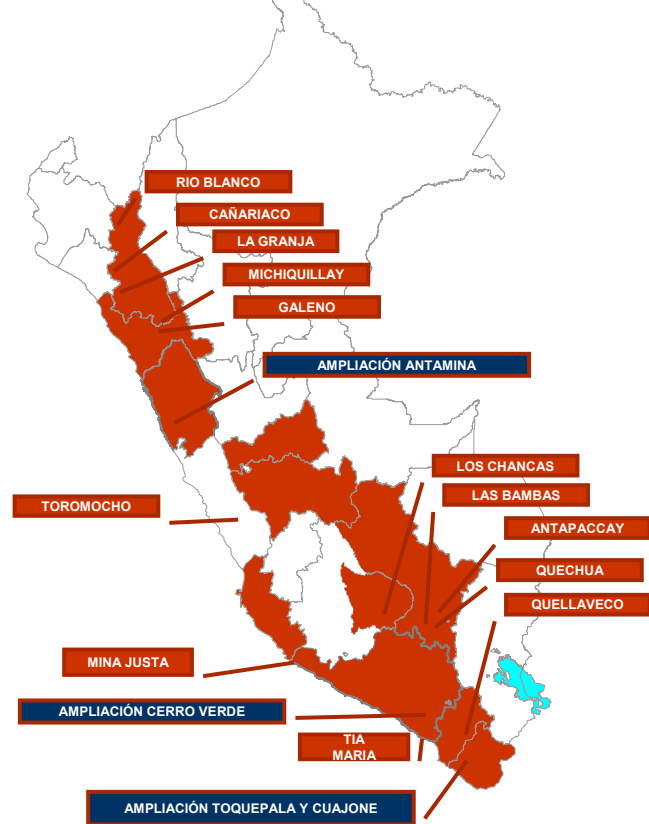 RIO BLANCO
CAÑARIACO
LA GRANJA
MICHIQUILLAY
GALENO
AMPLIACIÓN ANTAMINA
LOS CHANCAS
LAS BAMBAS
TOROMOCHO
ANTAPACCAY
QUECHUA
QUELLAVECO
MINA JUSTA
AMPLIACIÓN CERRO VERDE
TIA
MARIA
AMPLIACIÓN TOQUEPALA Y CUAJONE